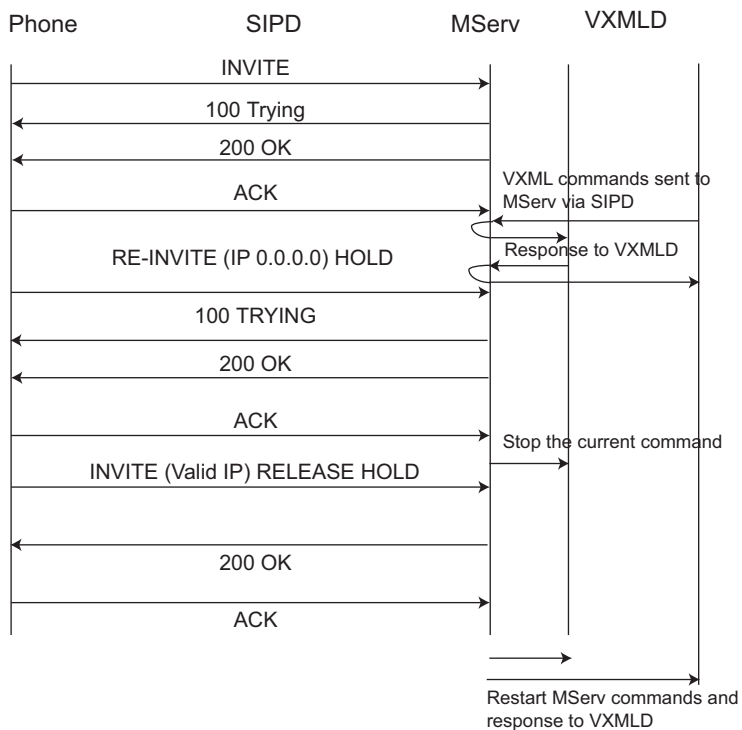 Phone SIPD MServ VXMLD
INVITE
100 Trying
200 OK
VXML commands sent to
MServ via SIPD
ACK
Response to VXMLD
RE-INVITE (IP 0.0.0.0) HOLD
100 TRYING
200 OK
ACK
Stop the current command
INVITE (Valid IP) RELEASE HOLD
200 OK
ACK
Restart MServ commands and
response to VXMLD